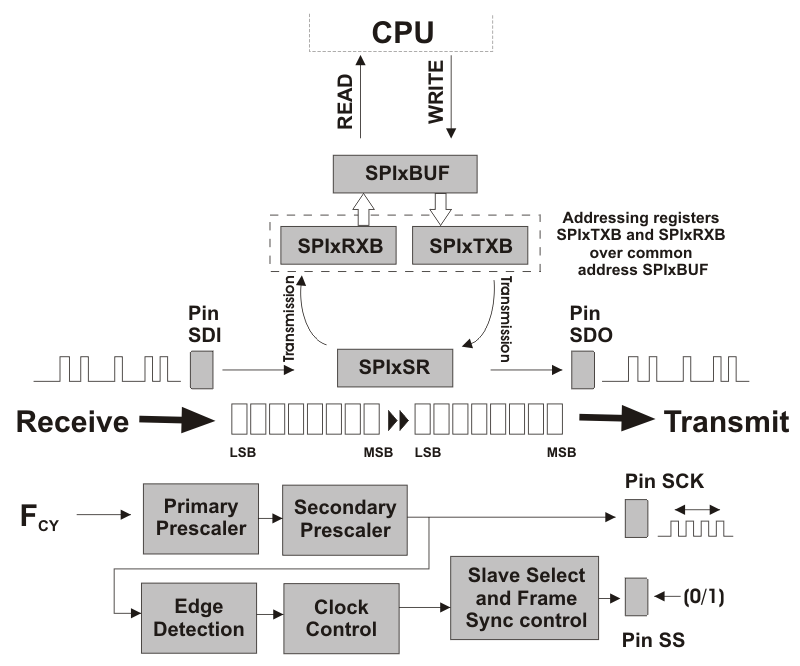 CPU
READ
WRITE
SPIxBUF
SPIxRXB
SPIxTXB
Addressing registers
SPIxTXB and SPIxRXB
over common
address SPIxBUF
Transmission
Transmission
Pin
SDI
Pin
SDO
SPIxSR
Receive
Transmit
LSB
MSB
LSB
MSB
FCY
Primary
Prescaler
Secondary
Prescaler
Pin SCK
Edge
Detection
Clock
Control
Slave Select
and Frame
Sync control
(0/1)
Pin SS